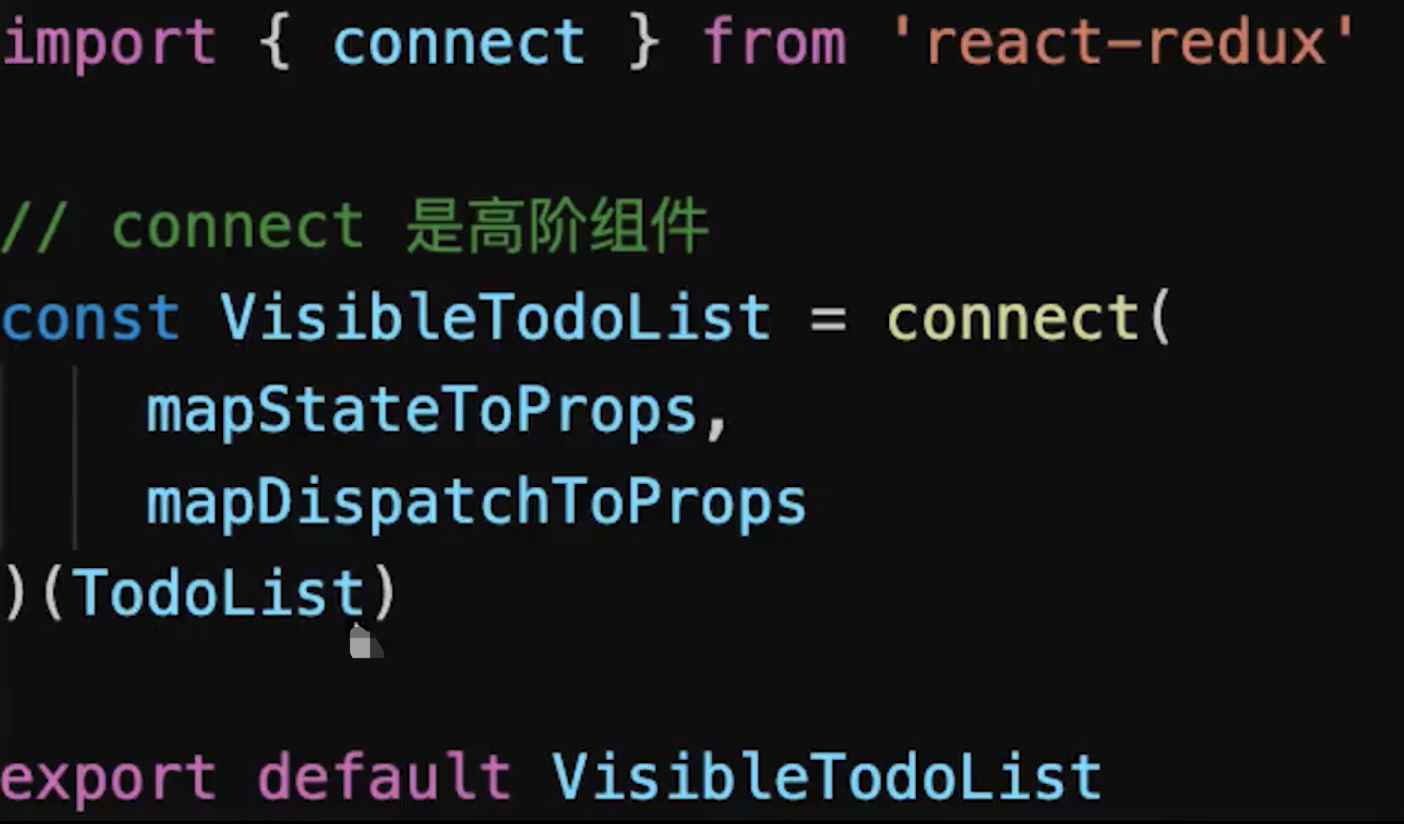 import { connect } from 'react-redux'
// connect 是高阶组件
const VisibleTodoList = connect(
mapStateToProps,
mapDispatchToProps
)(TodoList)
export default VisibleTodoList